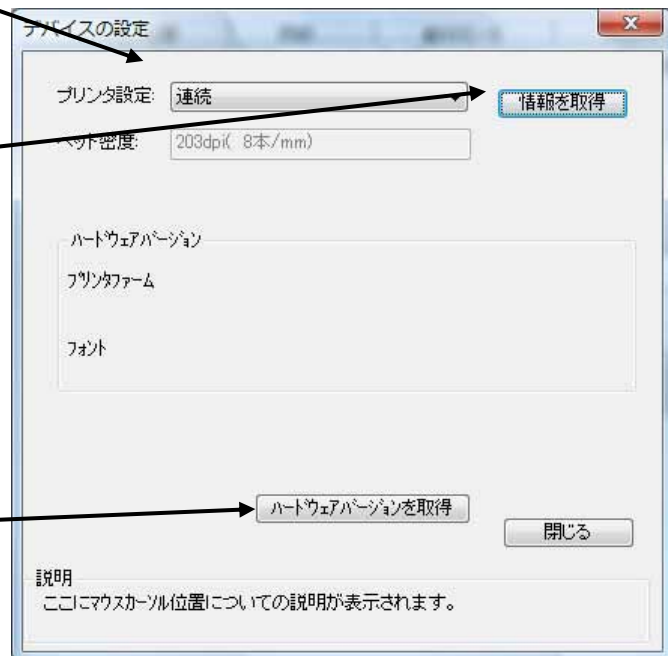 デバイスの設定
プリンタ設定: 連続 情報を取得
ヘッド密度: 203dpi( 8本/mm)
ハードウェアバージョン
プリンタファーム
フォント
ハードウェアバージョンを取得
閉じる
説明
ここにマウスカーソル位置についての説明が表示されます。